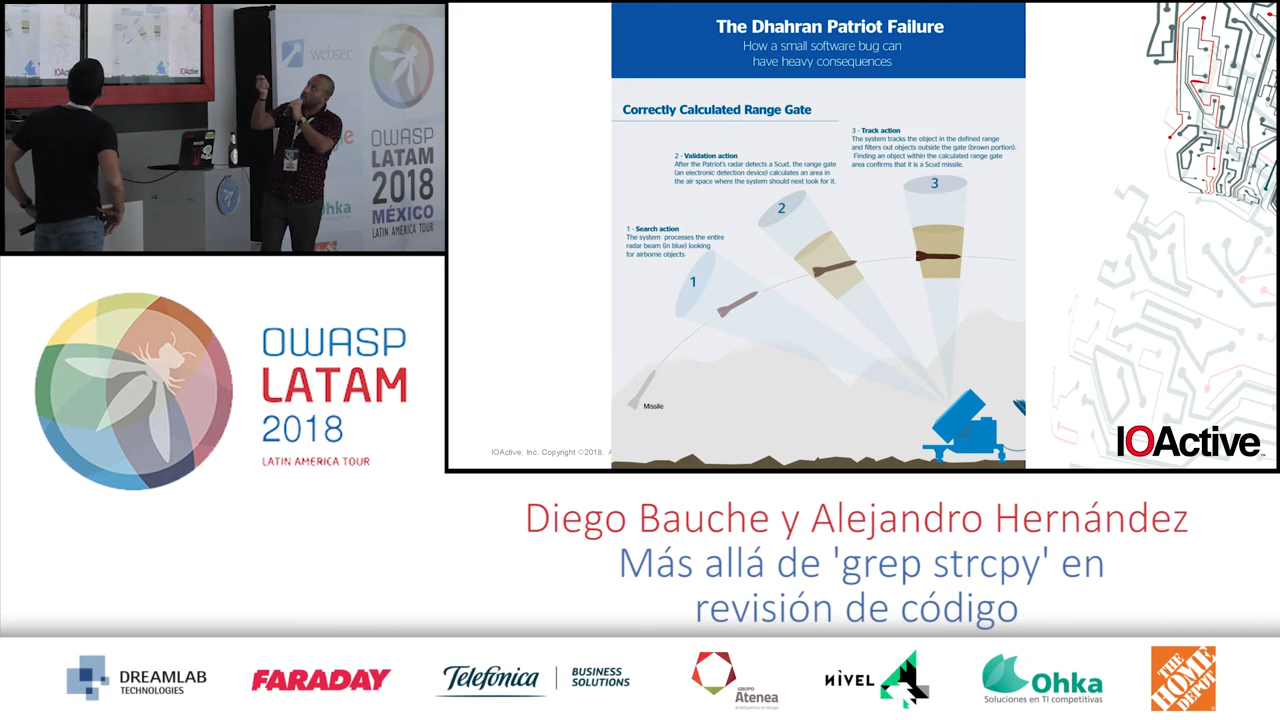 IOActive
websec
OWASP
LATAM
2018
MÉXICO
LATIN AMERICA TOUR
Ohka
The Dhahran Patriot Failure
How a small software bug can
have heavy consequences
Correctly Calculated Range Gate
3 - Track action
The system tracks the object in the defined range
and filters out objects outside the gate (brown portion).
Finding an object within the calculated range gate
area confirms that it is a Scud missile.
2 - Validation action
After the Patriot's radar detects a Scud, the range gate
(an electronic detection device) calculates an area in
the air space where the system should next look for it.
1 - Search action
The system processes the entire
radar beam (in blue) looking
for airborne objects
1
2
3
Missile
IOActive, Inc. Copyright ©2018.
IOActive™
OWASP
LATAM
2018
LATIN AMERICA TOUR
Diego Bauche y Alejandro Hernández
Más allá de 'grep strcpy' en
revisión de código
DREAMLAB
TECHNOLOGIES
FARADAY
Telefónica
BUSINESS
SOLUTIONS
GRUPO
Atenea
NIVEL 4
Ohka
Soluciones en TI competitivas
THE
HOME
DEPOT